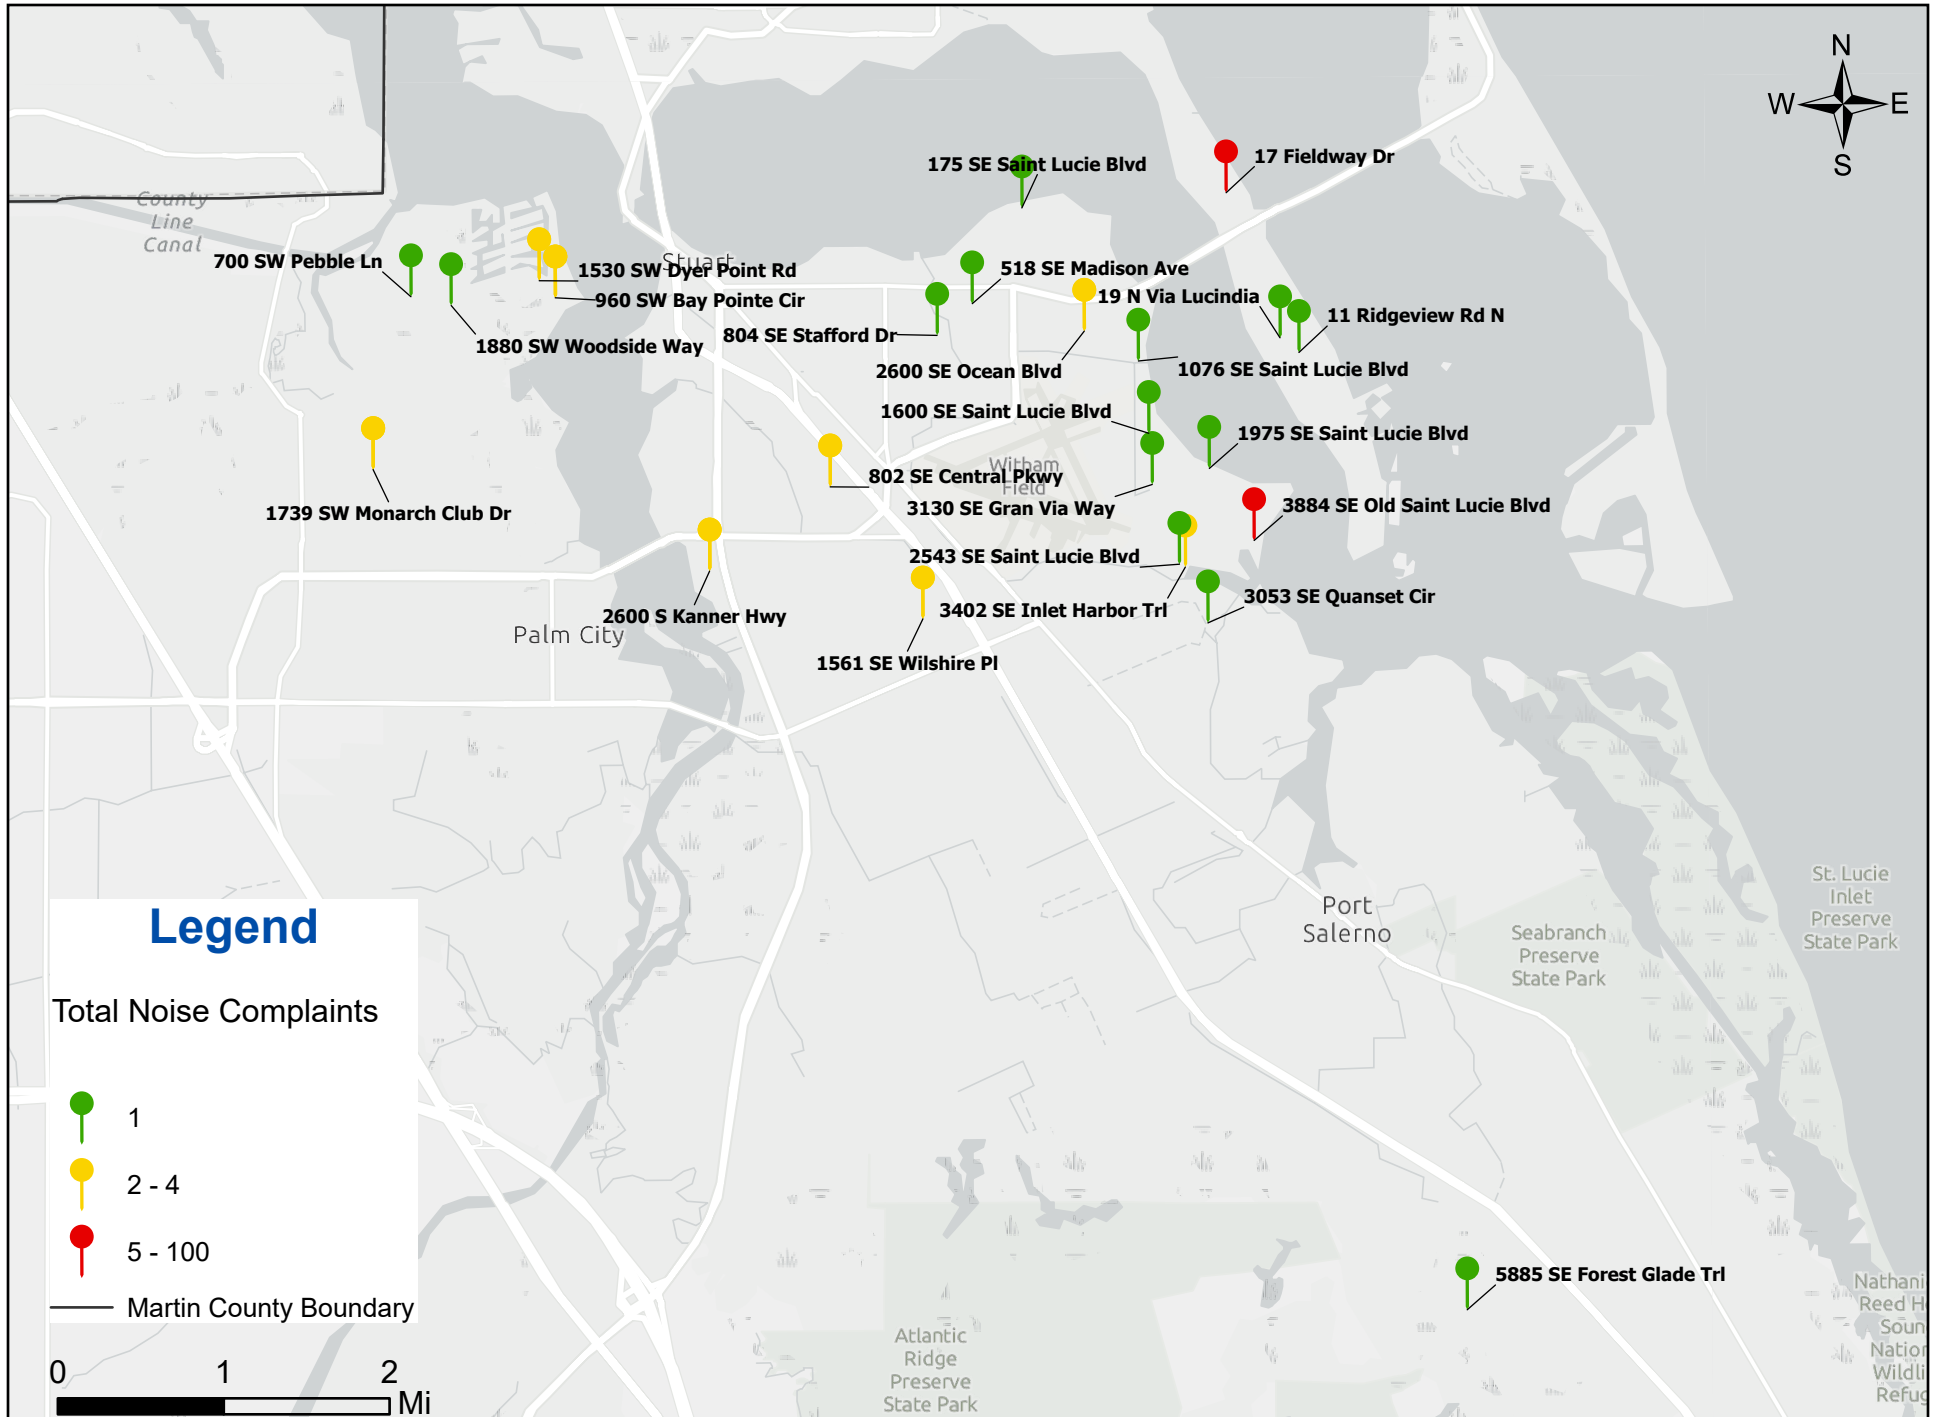 N
W E
S
175 SE Saint Lucie Blvd
17 Fieldway Dr
County
Line
Canal
700 SW Pebble Ln
Stuart
1530 SW Dyer Point Rd
518 SE Madison Ave
960 SW Bay Pointe Cir
19 N Via Lucindia
11 Ridgeview Rd N
804 SE Stafford Dr
1880 SW Woodside Way
2600 SE Ocean Blvd
1076 SE Saint Lucie Blvd
1600 SE Saint Lucie Blvd
1975 SE Saint Lucie Blvd
Witham
Field
802 SE Central Pkwy
3130 SE Gran Via Way
1739 SW Monarch Club Dr
3884 SE Old Saint Lucie Blvd
2543 SE Saint Lucie Blvd
3402 SE Inlet Harbor Trl
3053 SE Quanset Cir
2600 S Kanner Hwy
Palm City
1561 SE Wilshire Pl
Port
Salerno
Seabranch
Preserve
State Park
St. Lucie
Inlet
Preserve
State Park
Legend
Total Noise Complaints
1
2 - 4
5 - 100
Martin County Boundary
5885 SE Forest Glade Trl
Atlantic
Ridge
Preserve
State Park
Nathani
Reed H
Soun
Nation
Wildli
Refug
0 1 2
Mi